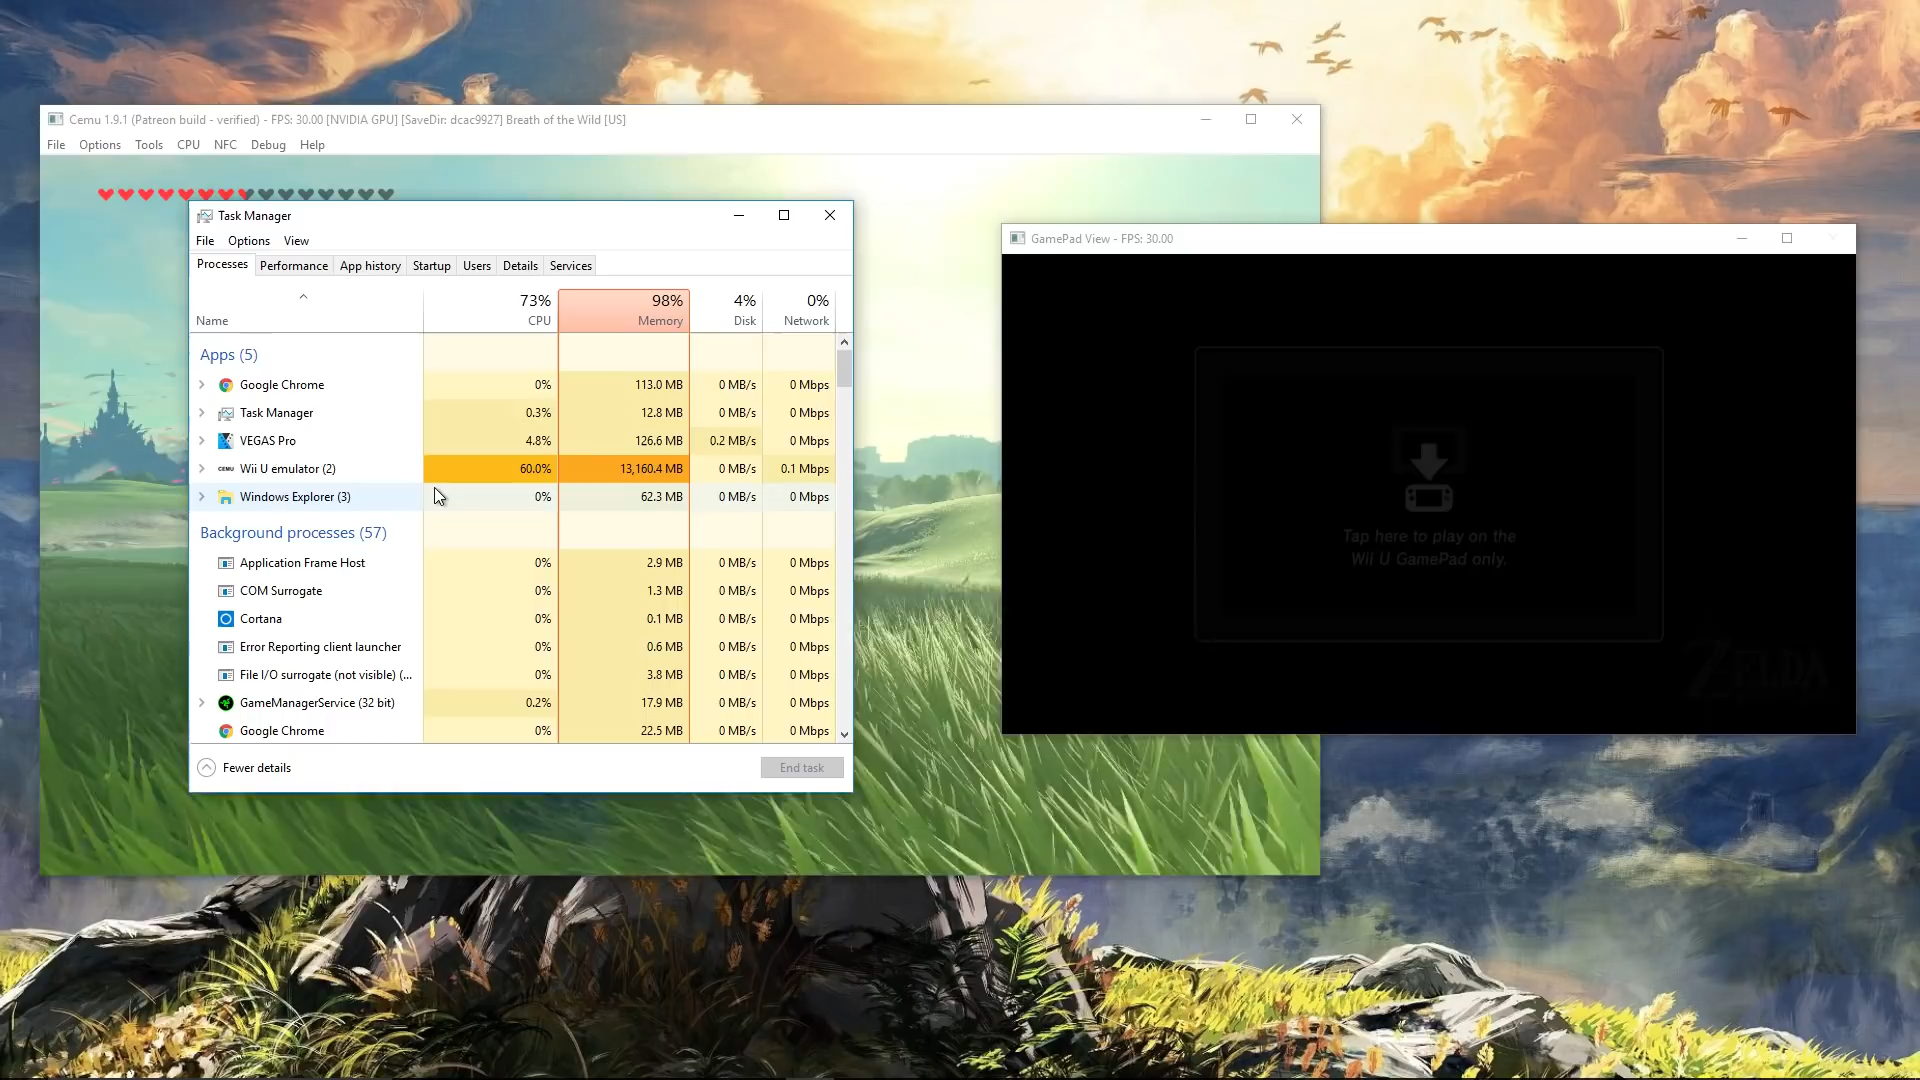 Cemu 1.9.1 (Patreon build - verified) - FPS: 30.00 [NVIDIA GPU] [SaveDir: dcac9927] Breath of the Wild [US]
File Options Tools CPU NFC Debug Help
Task Manager
File Options View
Processes Performance App history Startup Users Details Services
73% 98% 4% 0%
Name CPU Memory Disk Network
Apps (5)
Google Chrome 0% 113.0 MB 0 MB/s 0 Mbps
Task Manager 0.3% 12.8 MB 0 MB/s 0 Mbps
VEGAS Pro 4.8% 126.6 MB 0.2 MB/s 0 Mbps
CEMU Wii U emulator (2) 60.0% 13,160.4 MB 0 MB/s 0.1 Mbps
Windows Explorer (3) 0% 62.3 MB 0 MB/s 0 Mbps
Background processes (57)
Application Frame Host 0% 2.9 MB 0 MB/s 0 Mbps
COM Surrogate 0% 1.3 MB 0 MB/s 0 Mbps
Cortana 0% 0.1 MB 0 MB/s 0 Mbps
Error Reporting client launcher 0% 0.6 MB 0 MB/s 0 Mbps
File I/O surrogate (not visible) (... 0% 3.8 MB 0 MB/s 0 Mbps
GameManagerService (32 bit) 0.2% 17.9 MB 0 MB/s 0 Mbps
Google Chrome 0% 22.5 MB 0 MB/s 0 Mbps
Fewer details End task
GamePad View - FPS: 30.00
Tap here to play on the
Wii U GamePad only.
ZELDA